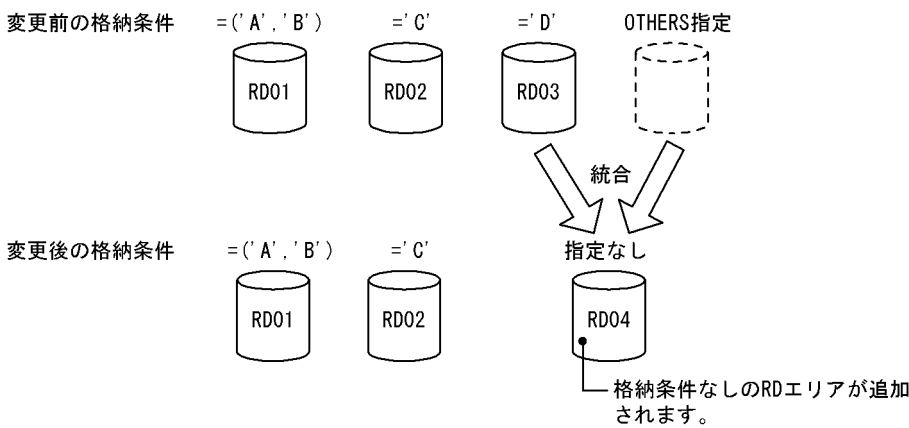 変更前の格納条件 =('A','B') ='C' ='D' OTHERS指定
RD01 RD02 RD03
統合
変更後の格納条件 =('A','B') ='C' 指定なし
RD01 RD02 RD04
格納条件なしのRDエリアが追加
されます。